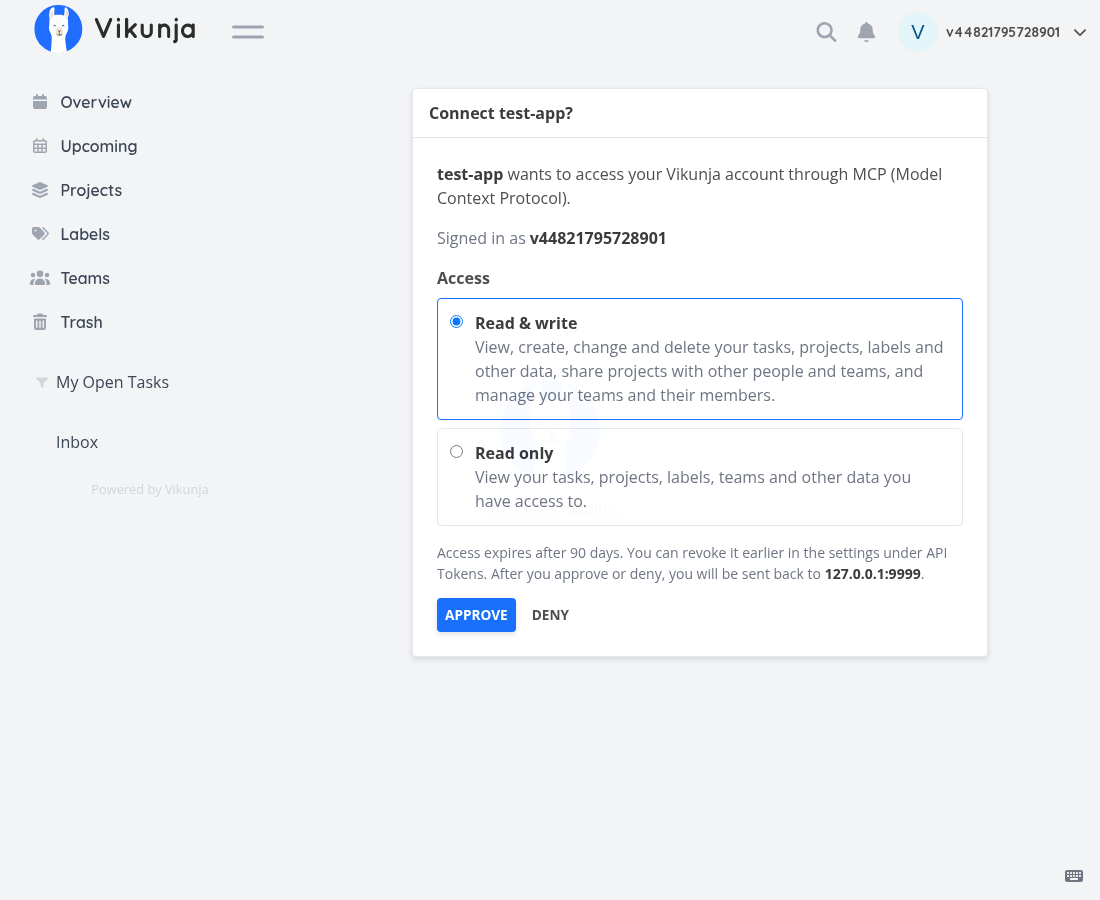 Vikunja
V
v44821795728901
Overview
Upcoming
Projects
Labels
Teams
Trash
My Open Tasks
Inbox
Powered by Vikunja
Connect test-app?
test-app wants to access your Vikunja account through MCP (Model
Context Protocol).
Signed in as v44821795728901
Access
Read & write
View, create, change and delete your tasks, projects, labels and
other data, share projects with other people and teams, and
manage your teams and their members.
Read only
View your tasks, projects, labels, teams and other data you
have access to.
Access expires after 90 days. You can revoke it earlier in the settings under API
Tokens. After you approve or deny, you will be sent back to 127.0.0.1:9999.
APPROVE
DENY